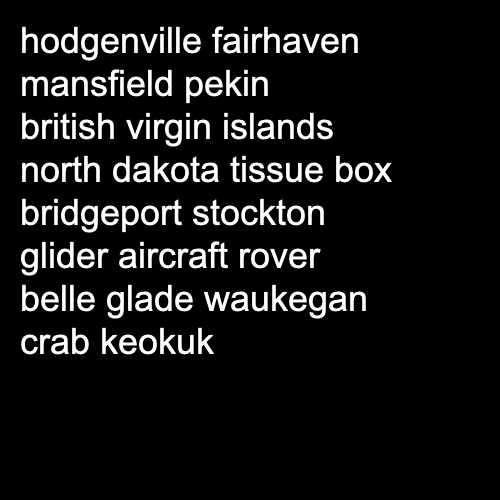 hodgenville fairhaven
mansfield pekin
british virgin islands
north dakota tissue box
bridgeport stockton
glider aircraft rover
belle glade waukegan
crab keokuk